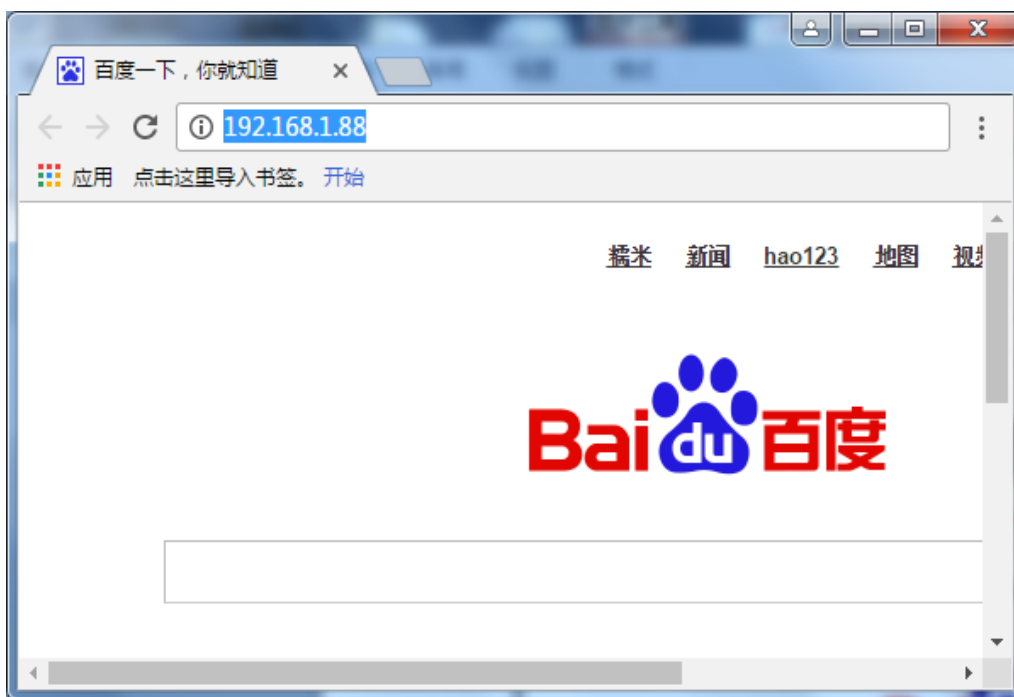 百度一下，你就知道
192.168.1.88
应用 点击这里导入书签。 开始
糯米 新闻 hao123 地图
Bai du 百度